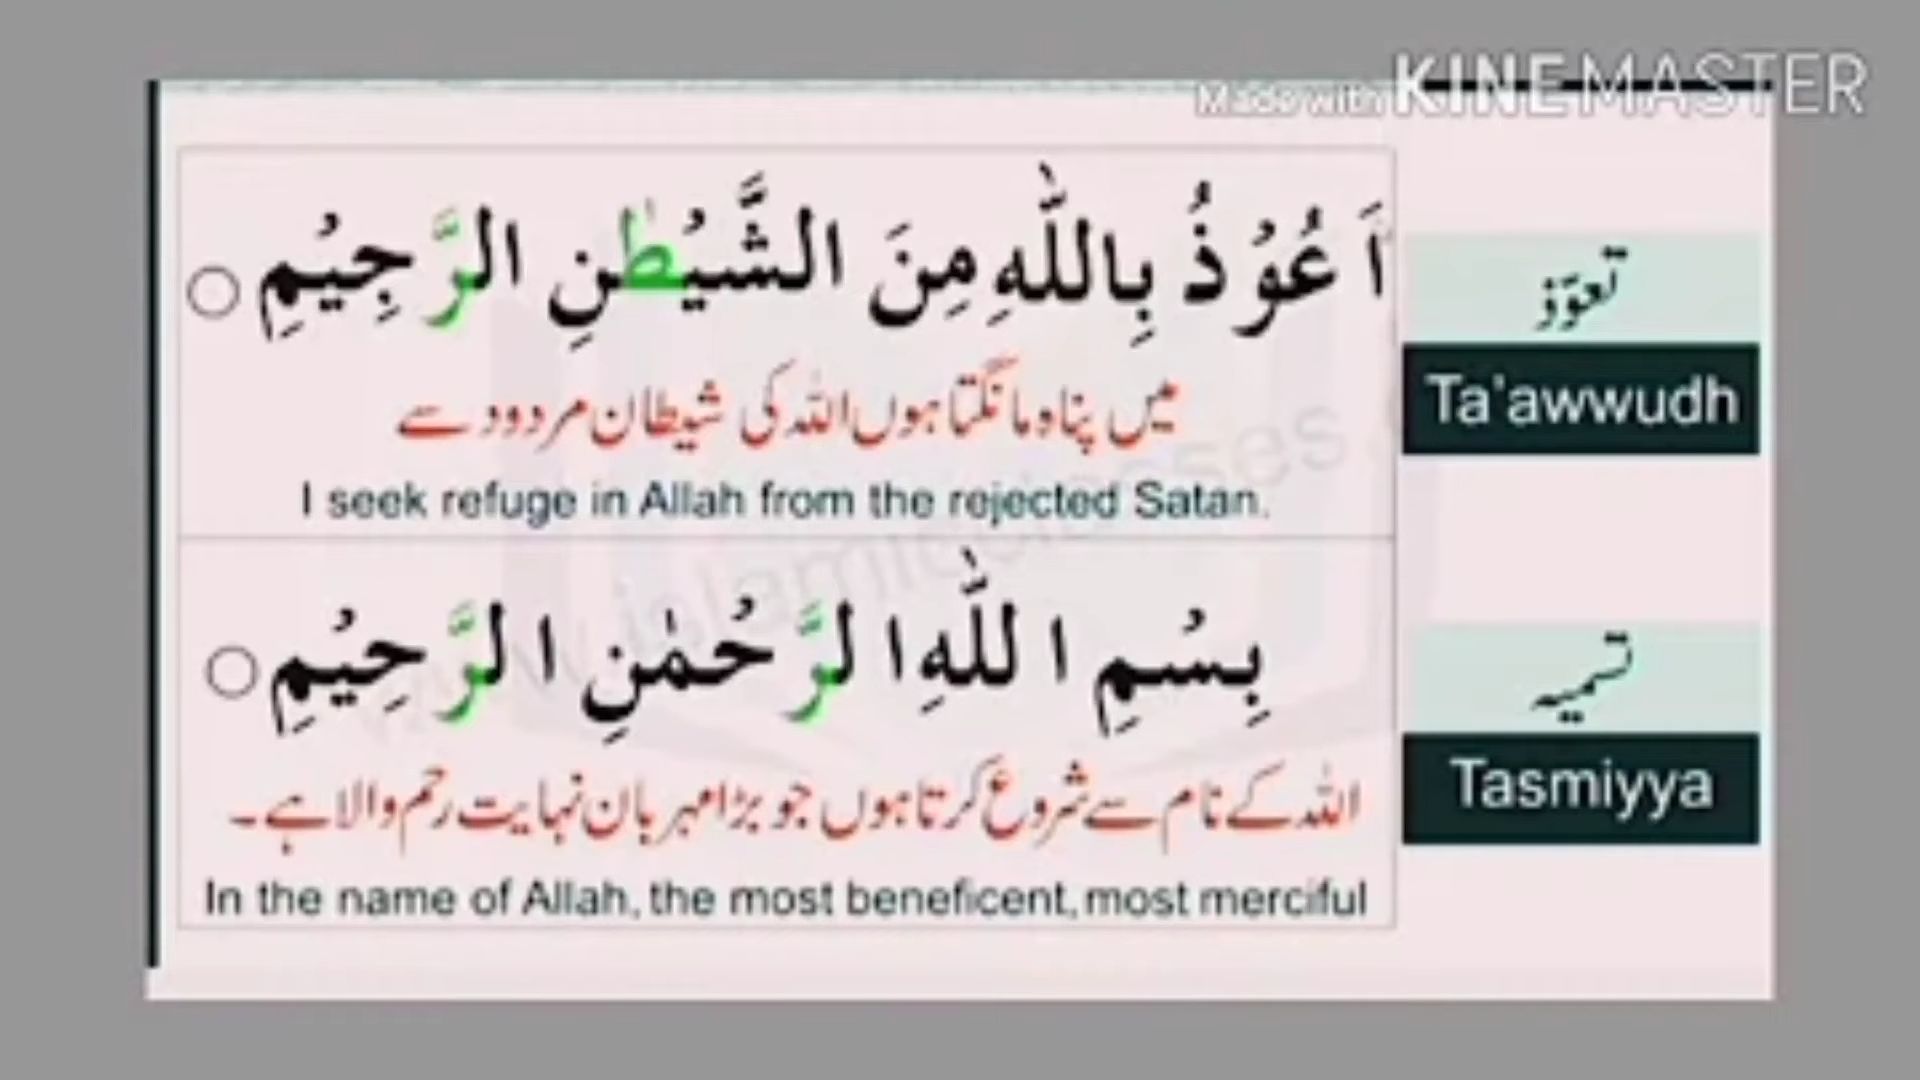 Made with KINEMASTER
اَعُوْذُ بِاللّٰهِ مِنَ الشَّيْطٰنِ الرَّجِيْمِ ○
تعوّذ
Ta'awwudh
میں پناہ مانگتا ہوں اللہ کی شیطان مردود سے
I seek refuge in Allah from the rejected Satan.
بِسْمِ اللّٰهِ الرَّحْمٰنِ الرَّحِيْمِ ○
تسمیہ
Tasmiyya
اللہ کے نام سے شروع کرتا ہوں جو بڑا مہربان نہایت رحم والا ہے۔
In the name of Allah, the most beneficent, most merciful